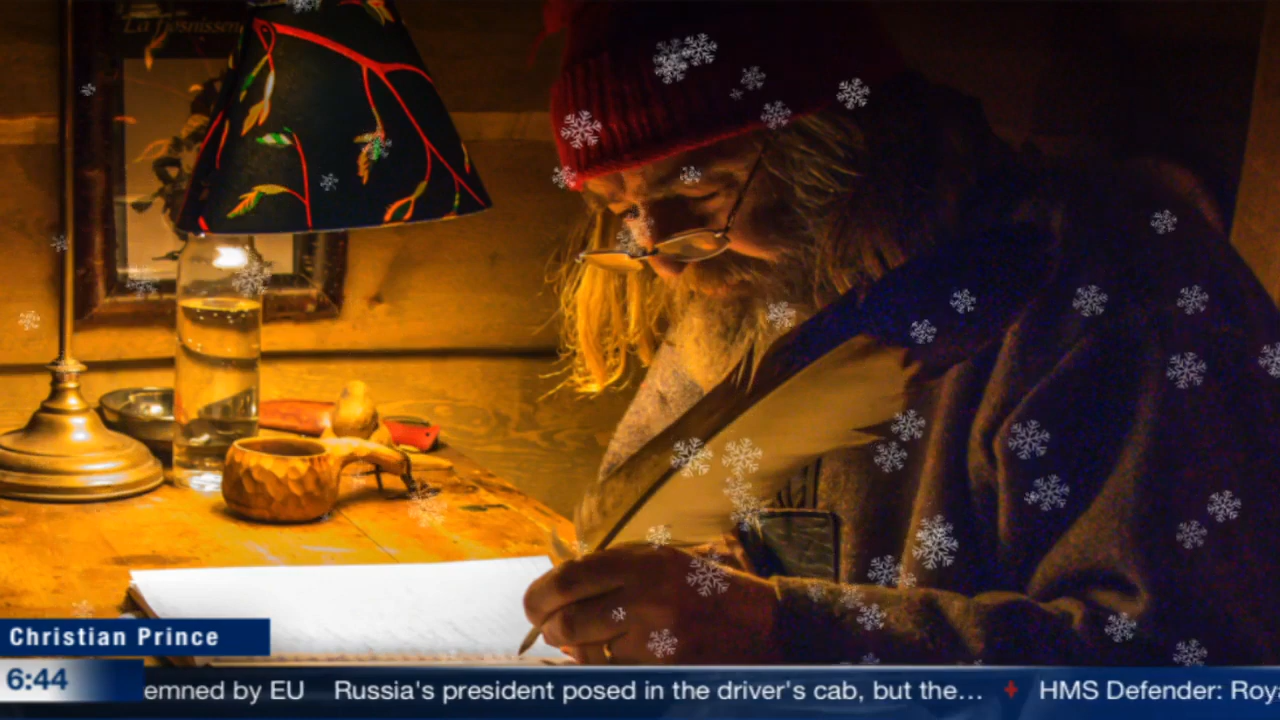 Christian Prince
6:44
emned by EU Russia's president posed in the driver's cab, but the... ♦ HMS Defender: Roya